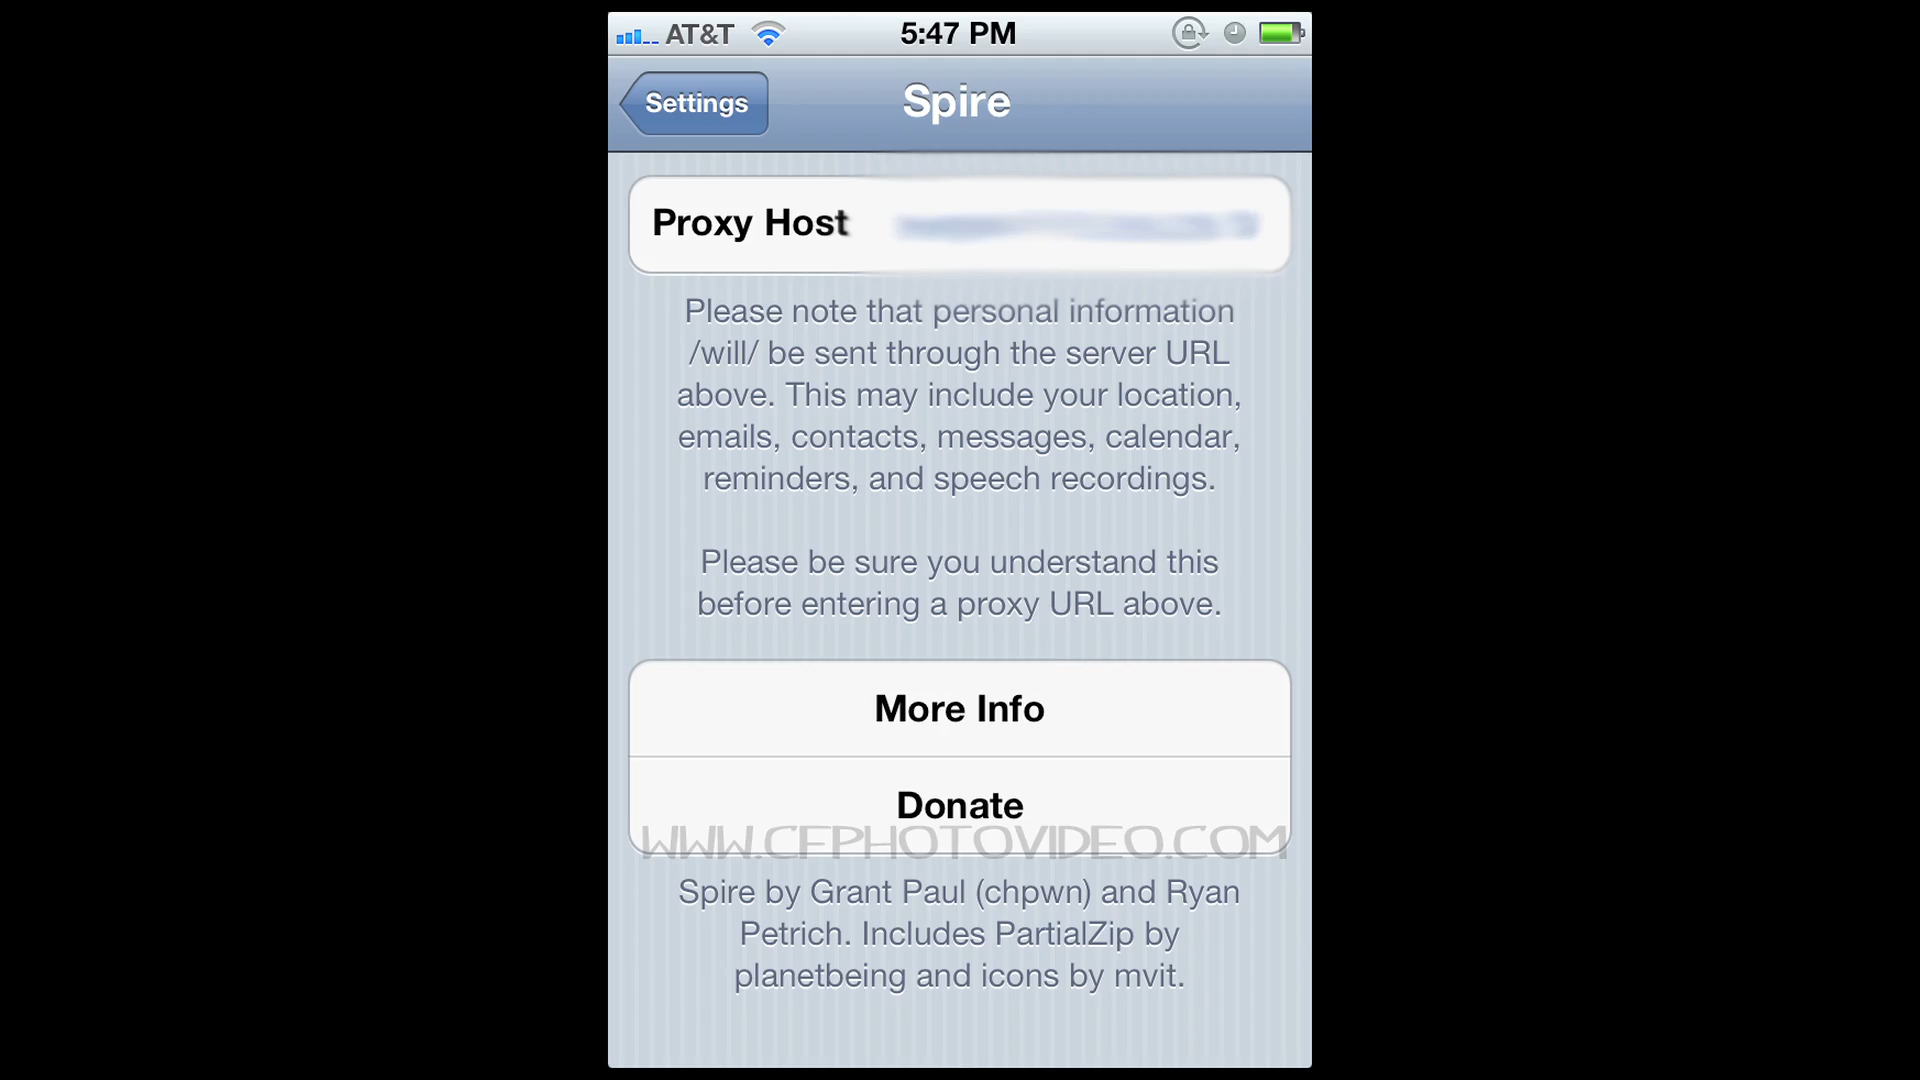 AT&T 5:47 PM
Settings Spire
Proxy Host
Please note that personal information
/will/ be sent through the server URL
above. This may include your location,
emails, contacts, messages, calendar,
reminders, and speech recordings.
Please be sure you understand this
before entering a proxy URL above.
More Info
Donate
WWW.CFPHOTOVIDEO.COM
Spire by Grant Paul (chpwn) and Ryan
Petrich. Includes PartialZip by
planetbeing and icons by mvit.